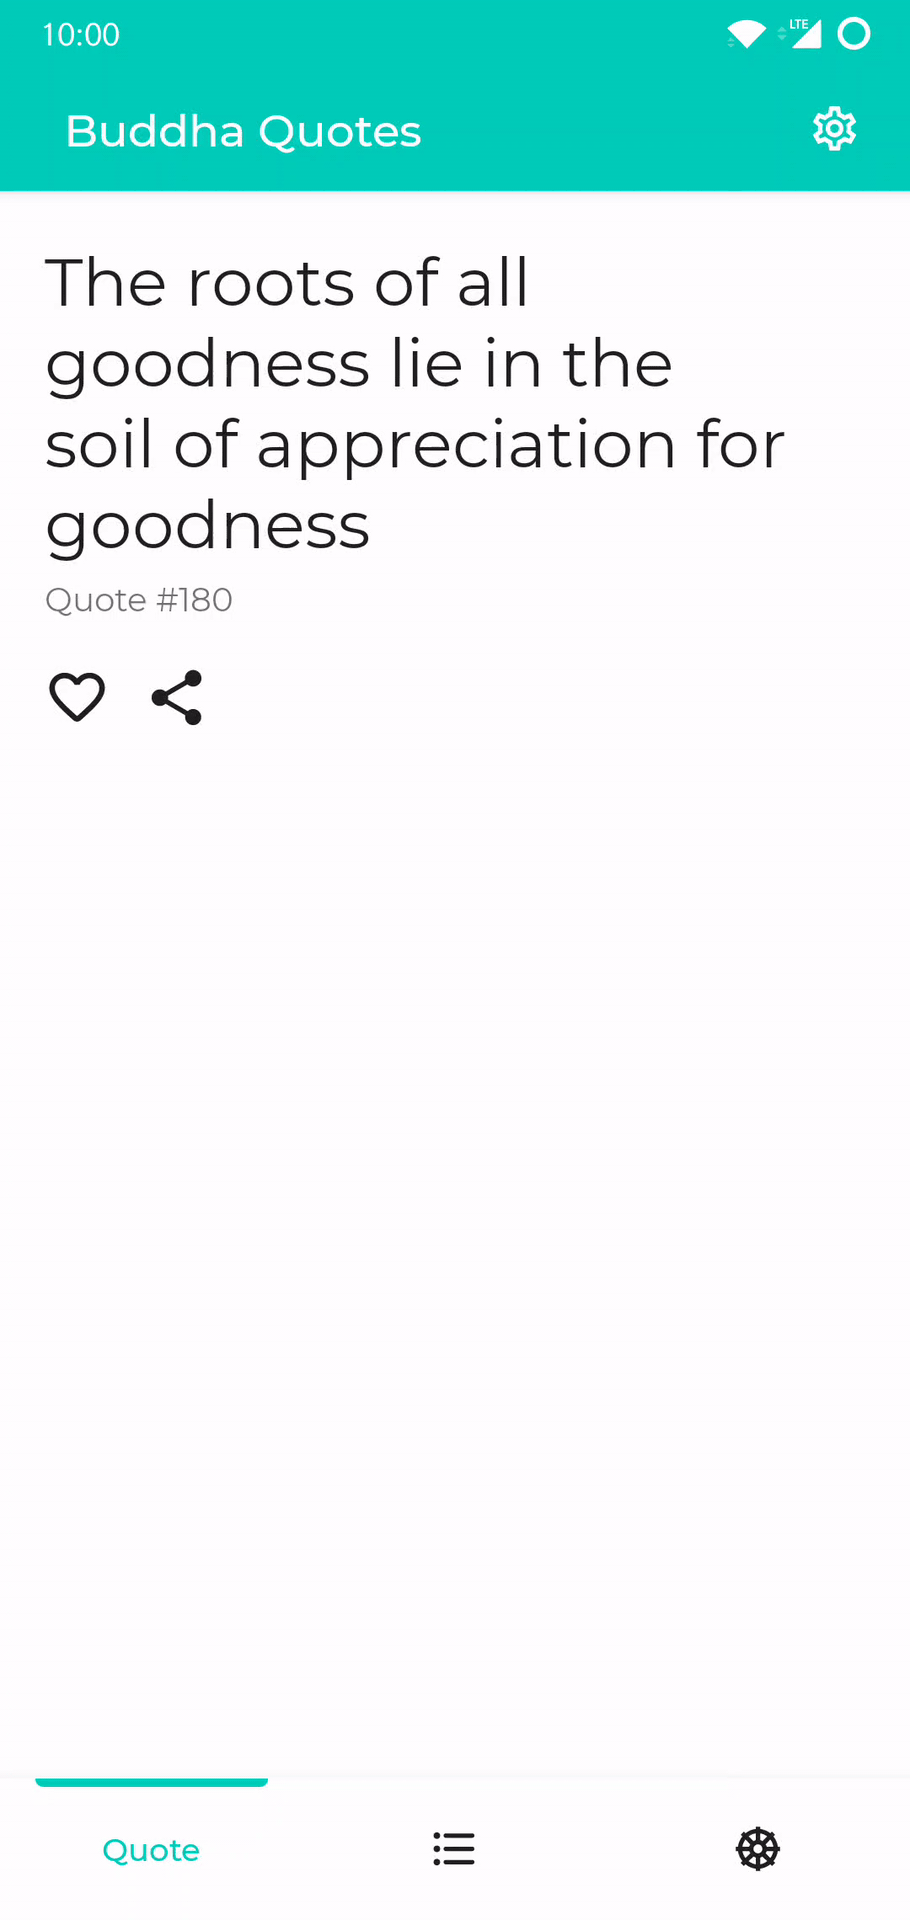 10:00
LTE
Buddha Quotes
The roots of all
goodness lie in the
soil of appreciation for
goodness
Quote #180
Quote